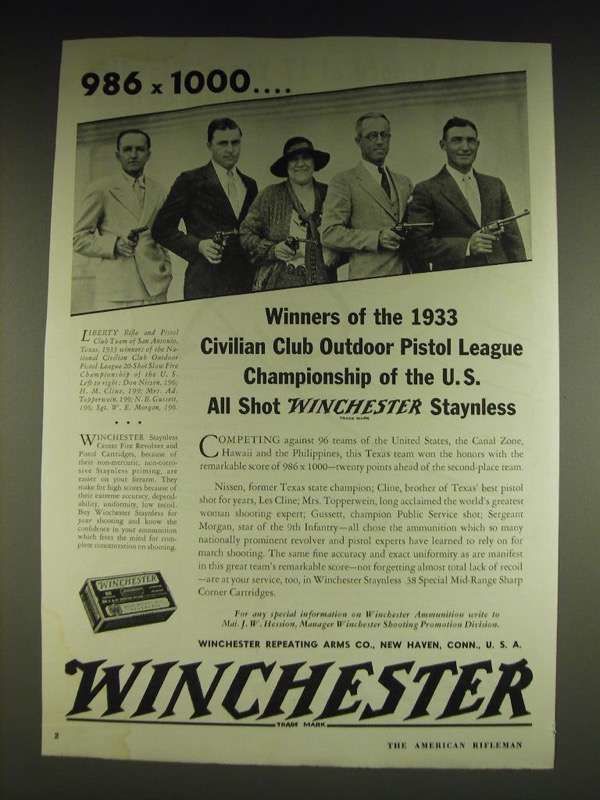 986 x 1000....
LIBERTY Rifle and Pistol
Club Team of San Antonio,
Texas, 1933 winners of the Na-
tional Civilian Club Outdoor
Pistol League 20-Shot Slow Fire
Championship of the U. S.
Left to right: Don Nissen, 196;
H. M. Cline, 199; Mrs. Ad
Topperwein, 196; N. B. Gussett,
196; Sgt. W. E. Morgan, 199.
• • •
WINCHESTER Staynless
Center Fire Revolver and
Pistol Cartridges, because of
their non-mercuric, non-corro-
sive Staynless priming, are
easier on your firearm. They
make for high scores because of
their extreme accuracy, depend-
ability, uniformity, low recoil.
Buy Winchester Staynless for
your shooting and know the
confidence in your ammunition
which frees the mind for com-
plete concentration on shooting.
WINCHESTER
Winners of the 1933
Civilian Club Outdoor Pistol League
Championship of the U. S.
All Shot WINCHESTER Staynless
TRADE MARK
COMPETING against 96 teams of the United States, the Canal Zone,
Hawaii and the Philippines, this Texas team won the honors with the
remarkable score of 986 x 1000—twenty points ahead of the second-place team.
Nissen, former Texas state champion; Cline, brother of Texas' best pistol
shot for years, Les Cline; Mrs. Topperwein, long acclaimed the world's greatest
woman shooting expert; Gussett, champion Public Service shot; Sergeant
Morgan, star of the 9th Infantry—all chose the ammunition which so many
nationally prominent revolver and pistol experts have learned to rely on for
match shooting. The same fine accuracy and exact uniformity as are manifest
in this great team's remarkable score—not forgetting almost total lack of recoil
—are at your service, too, in Winchester Staynless .38 Special Mid-Range Sharp
Corner Cartridges.
For any special information on Winchester Ammunition write to
Maj. J. W. Hession, Manager Winchester Shooting Promotion Division.
WINCHESTER REPEATING ARMS CO., NEW HAVEN, CONN., U. S. A.
WINCHESTER
TRADE MARK
2
THE AMERICAN RIFLEMAN